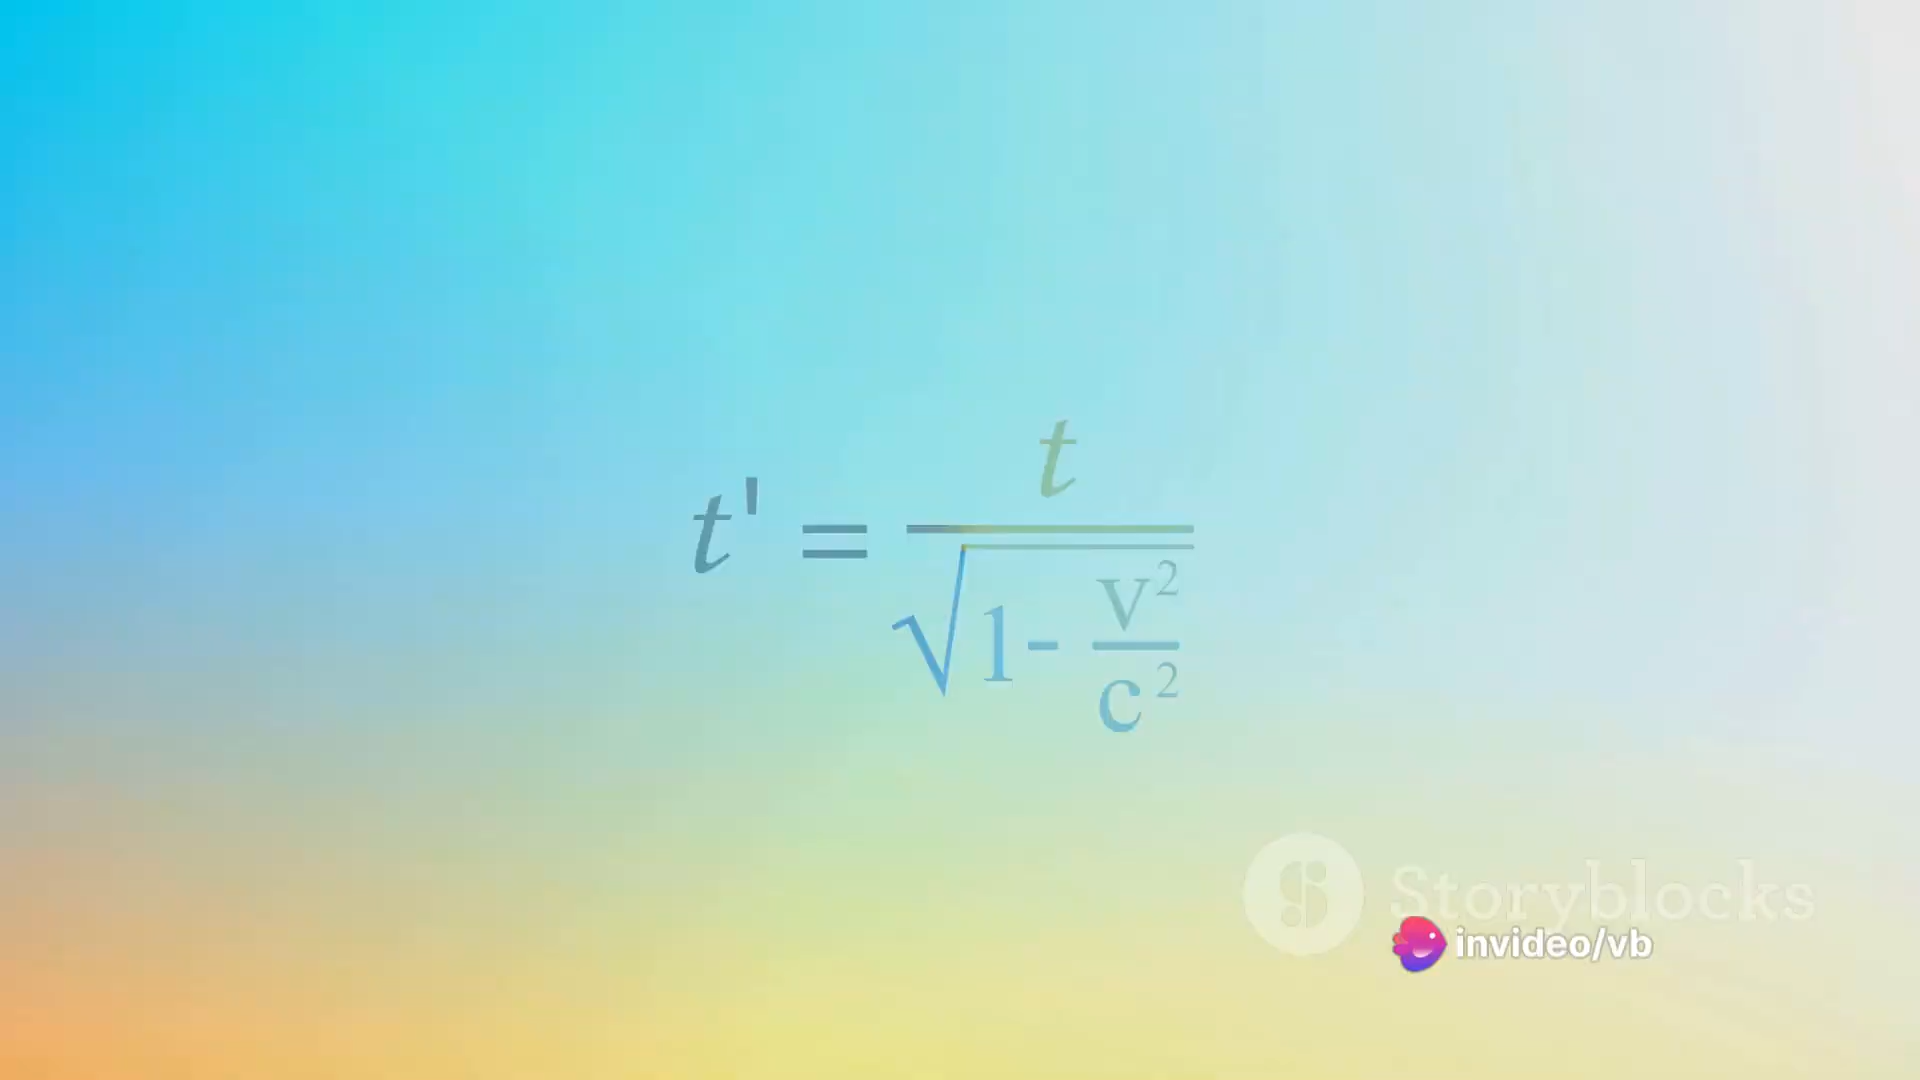 t' = t / √(1- v²/c²)
Storyblocks
invideo/vb